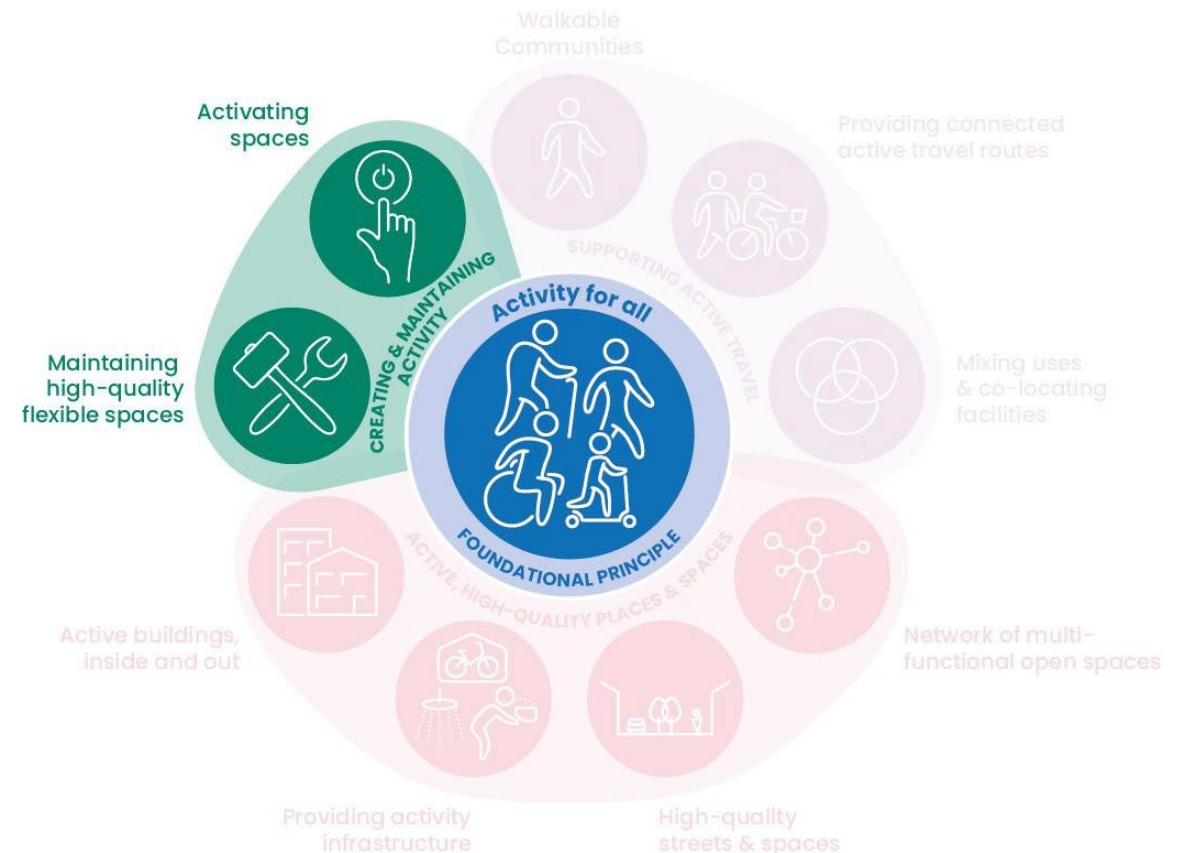 Walkable
Communities
Activating
spaces
Providing connected
active travel routes
SUPPORTING ACTIVE TRAVEL
CREATING & MAINTAINING
ACTIVITY
Activity for all
Maintaining
high-quality
flexible spaces
Mixing uses
& co-locating
facilities
FOUNDATIONAL PRINCIPLE
ACTIVE, HIGH-QUALITY PLACES & SPACES
Active buildings,
inside and out
Network of multi-
functional open spaces
Providing activity
infrastructure
High-quality
streets & spaces